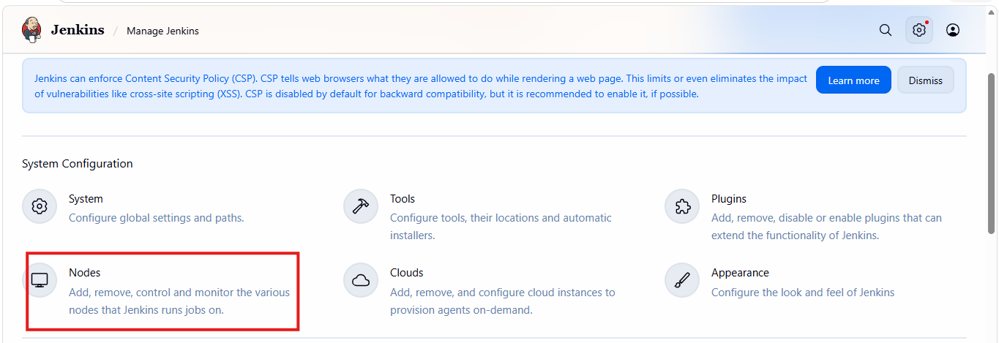 Jenkins / Manage Jenkins
Jenkins can enforce Content Security Policy (CSP). CSP tells web browsers what they are allowed to do while rendering a web page. This limits or even eliminates the impact
of vulnerabilities like cross-site scripting (XSS). CSP is disabled by default for backward compatibility, but it is recommended to enable it, if possible.
Learn more
Dismiss
System Configuration
System
Configure global settings and paths.
Tools
Configure tools, their locations and automatic
installers.
Plugins
Add, remove, disable or enable plugins that can
extend the functionality of Jenkins.
Nodes
Add, remove, control and monitor the various
nodes that Jenkins runs jobs on.
Clouds
Add, remove, and configure cloud instances to
provision agents on-demand.
Appearance
Configure the look and feel of Jenkins